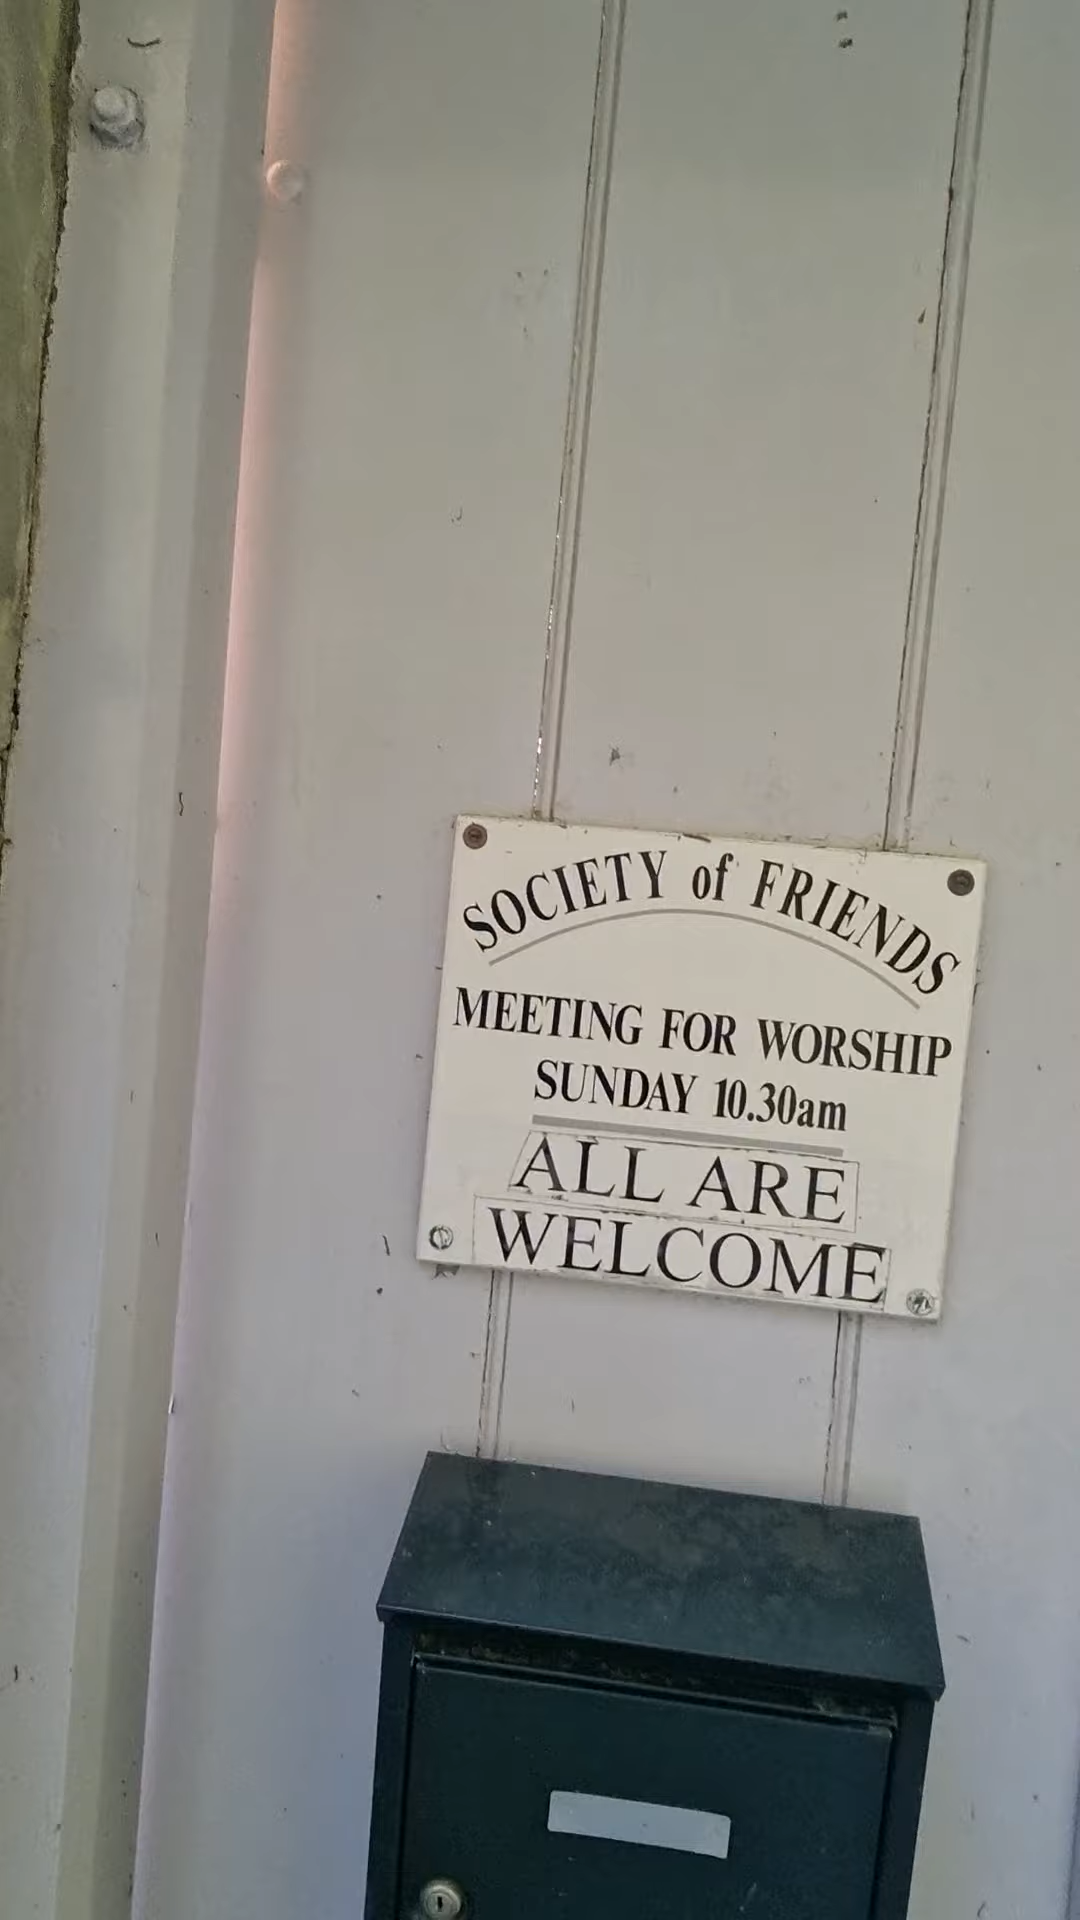 SOCIETY of FRIENDS
MEETING FOR WORSHIP
SUNDAY 10.30am
ALL ARE
WELCOME